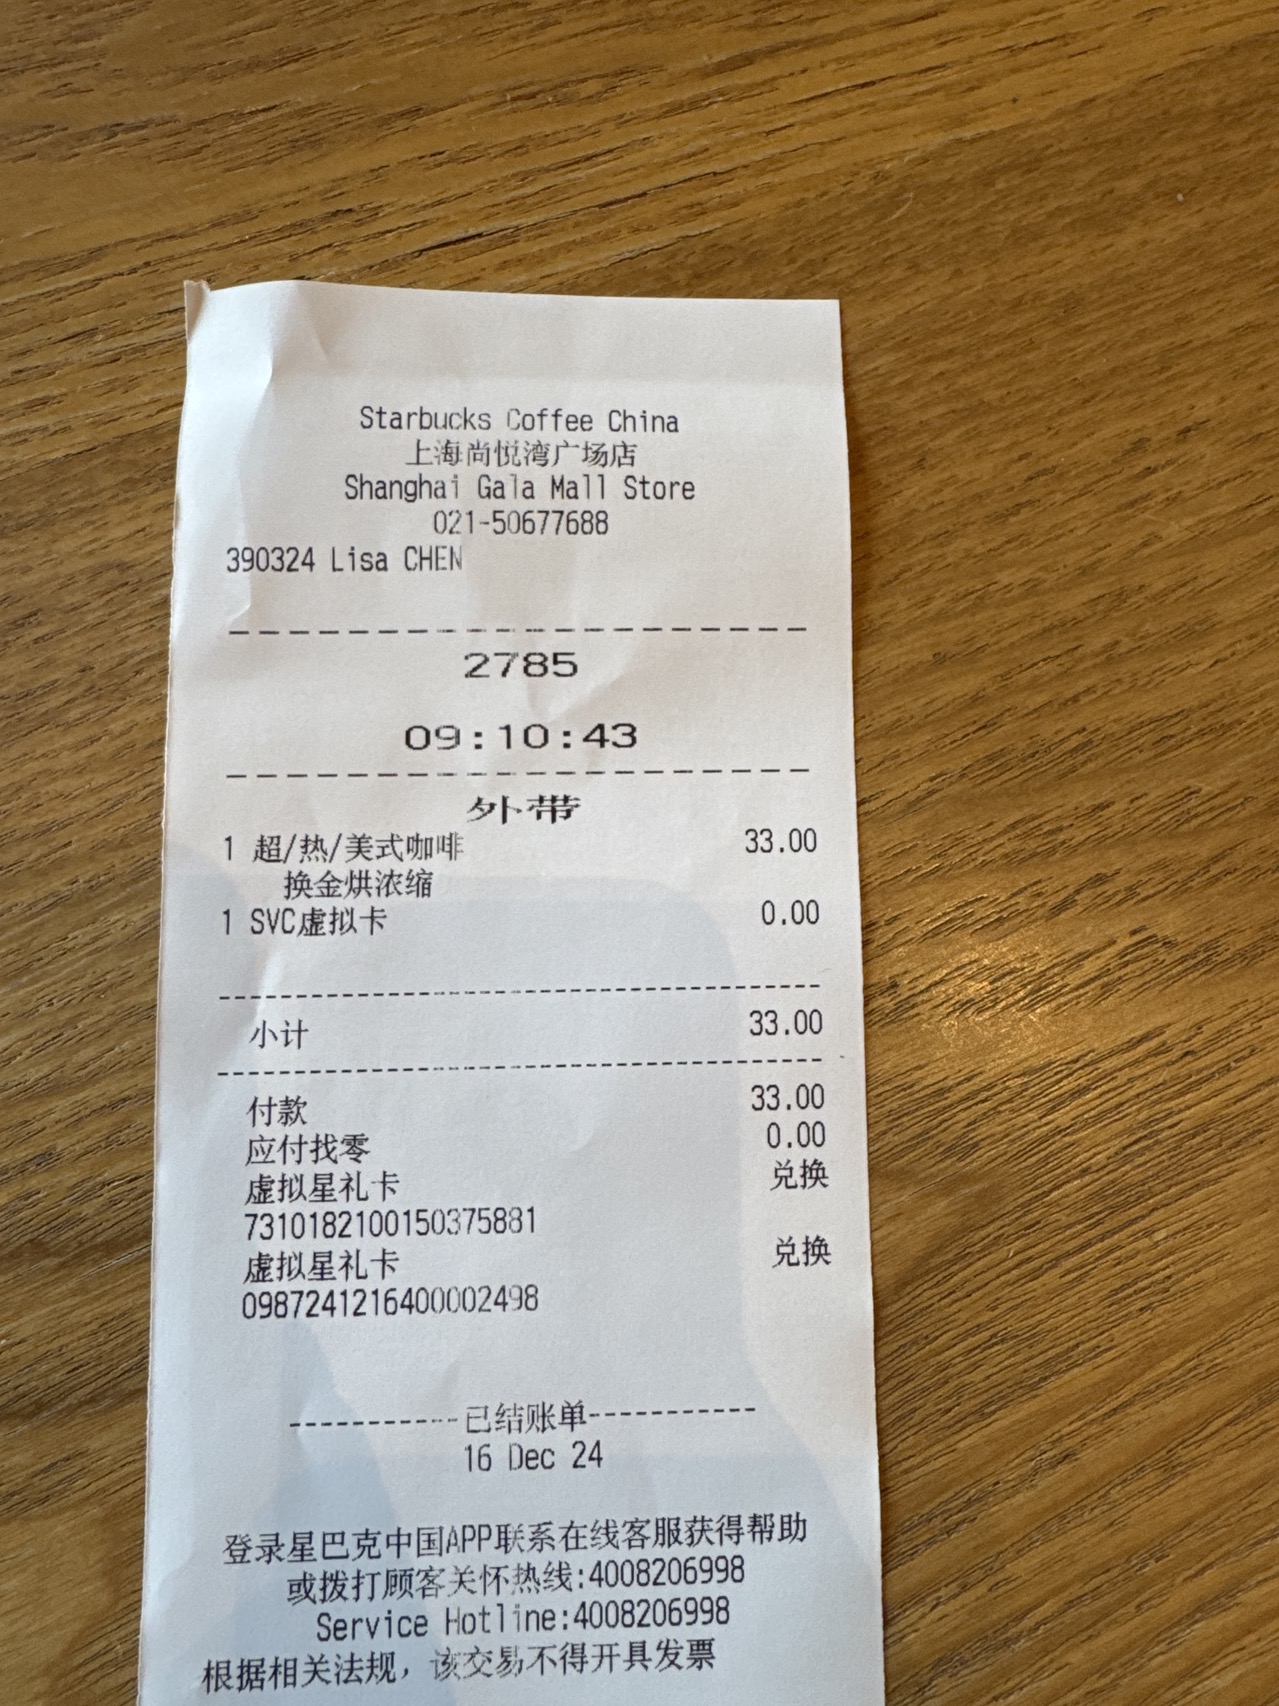 Starbucks Coffee China
上海尚悦湾广场店
Shanghai Gala Mall Store
021-50677688
390324 Lisa CHEN
2785
09:10:43
外带
1 超/热/美式咖啡 33.00
换金烘浓缩
1 SVC虚拟卡 0.00
小计 33.00
付款 33.00
应付找零 0.00
虚拟星礼卡 兑换
7310182100150375881
虚拟星礼卡 兑换
0987241216400002498
-----------已结账单-----------
16 Dec 24
登录星巴克中国APP联系在线客服获得帮助
或拨打顾客关怀热线:4008206998
Service Hotline:4008206998
根据相关法规，该交易不得开具发票